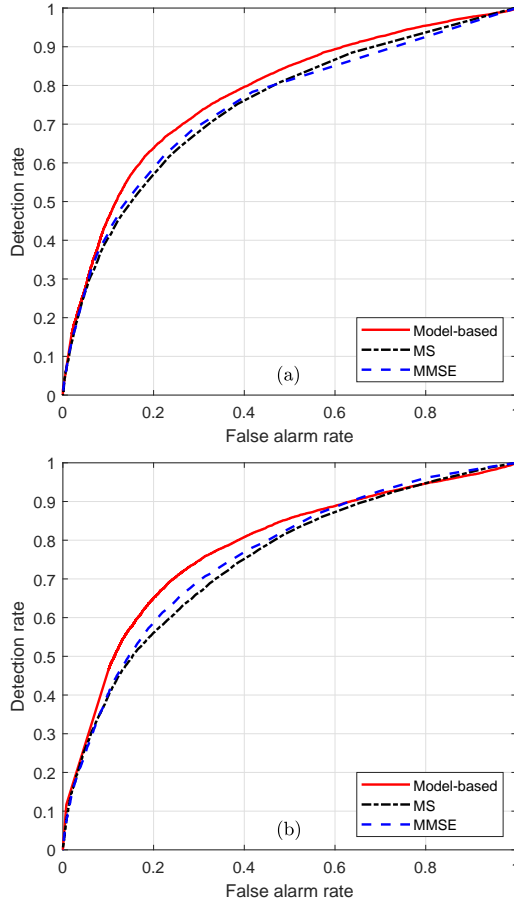 1
0.9
0.8
0.7
0.6
0.5
0.4
0.3
0.2
0.1
0
Detection rate
Model-based
MS
MMSE
(a)
0 0.2 0.4 0.6 0.8 1
False alarm rate
1
0.9
0.8
0.7
0.6
0.5
0.4
0.3
0.2
0.1
0
Detection rate
Model-based
MS
MMSE
(b)
0 0.2 0.4 0.6 0.8 1
False alarm rate